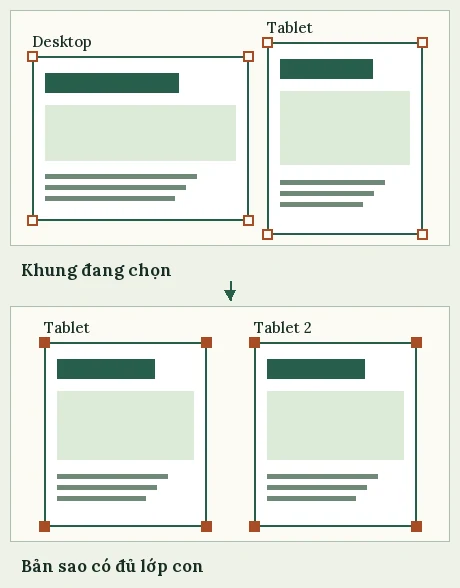 Desktop
Tablet
Khung đang chọn
Tablet
Tablet 2
Bản sao có đủ lớp con